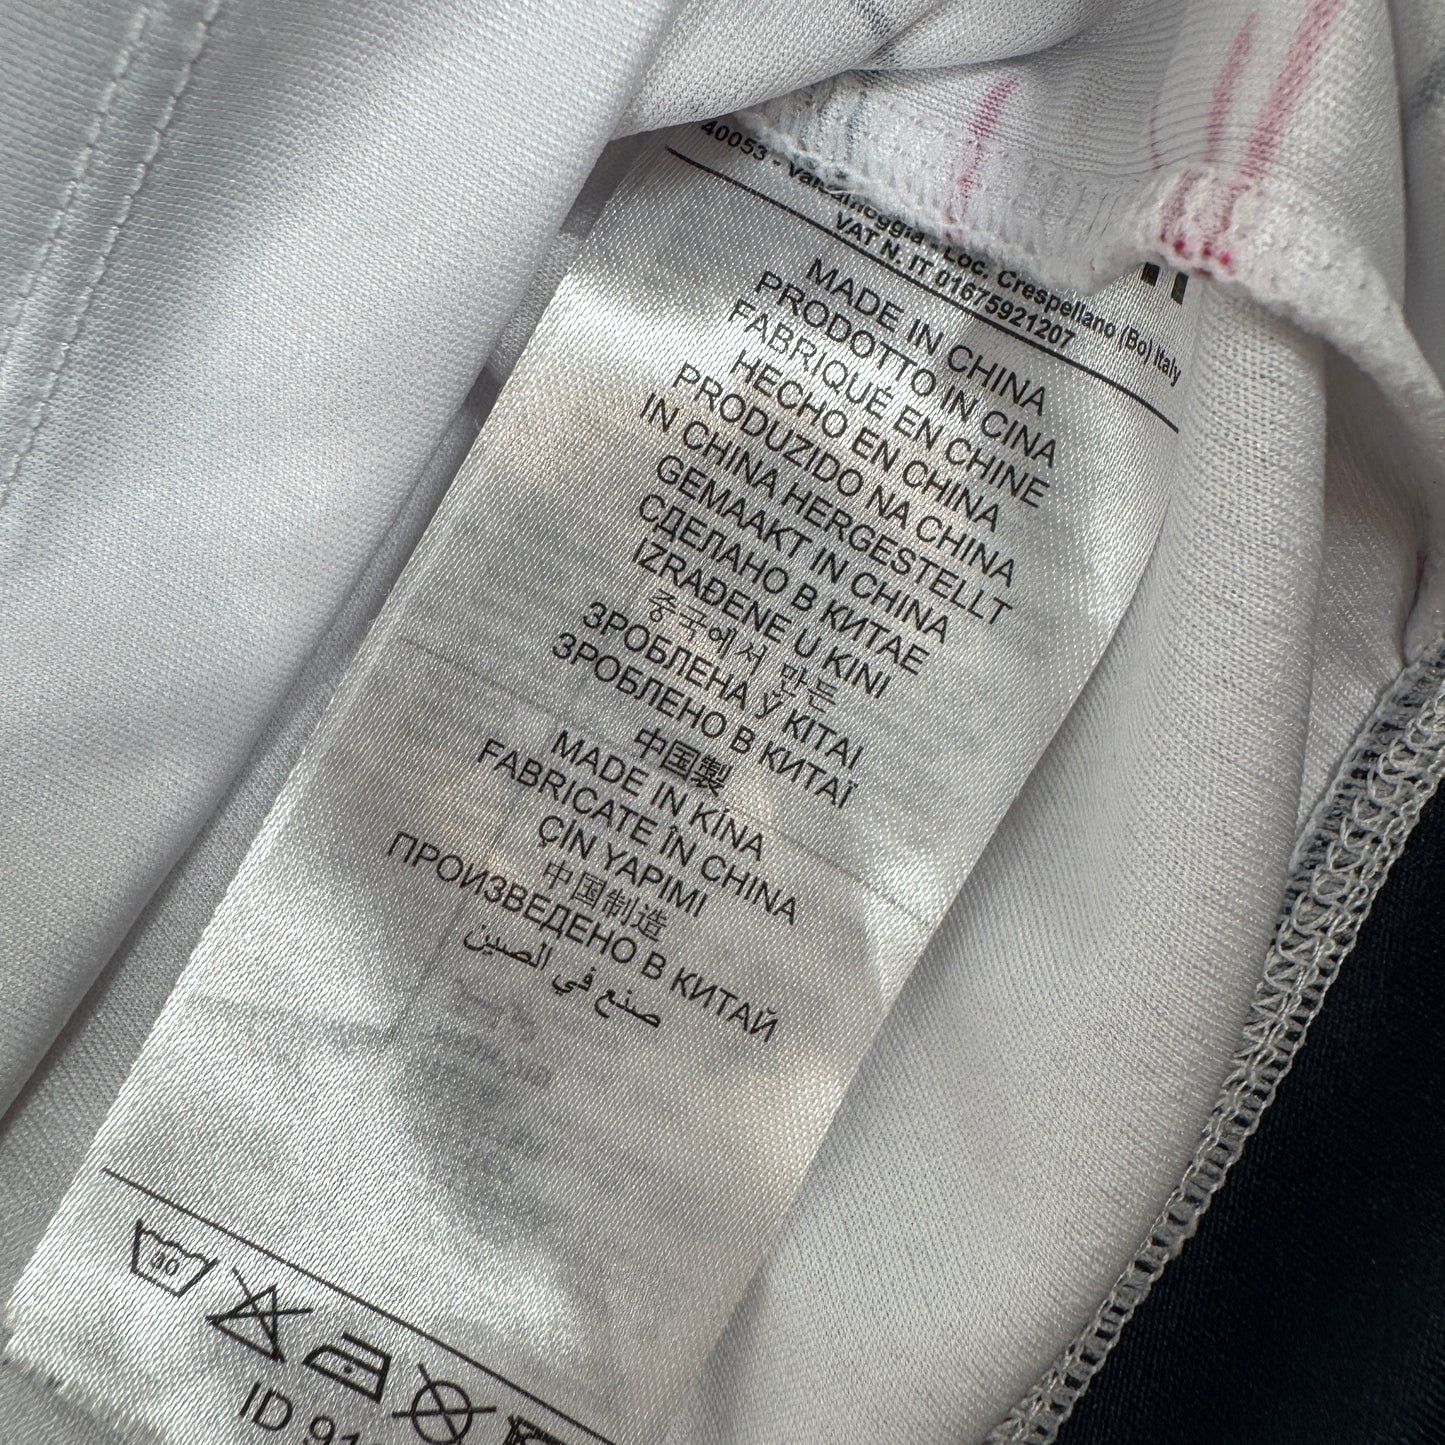 40053 - Valsamoggia - Loc. Crespellano (Bo) Italy
VAT N. IT 01675921207
MADE IN CHINA
PRODOTTO IN CINA
FABRIQUÉ EN CHINE
HECHO EN CHINA
PRODUZIDO NA CHINA
IN CHINA HERGESTELLT
GEMAAKT IN CHINA
СДЕЛАНО В КИТАЕ
IZRAĐENE U KINI
중국에서 만든
ЗРОБЛЕНА Ў КІТАІ
ЗРОБЛЕНО В КИТАЇ
中国製
MADE IN KÍNA
FABRICATE ÎN CHINA
ÇİN YAPIMI
中国制造
ПРОИЗВЕДЕНО В КИТАЙ
صنع في الصين
30
ID